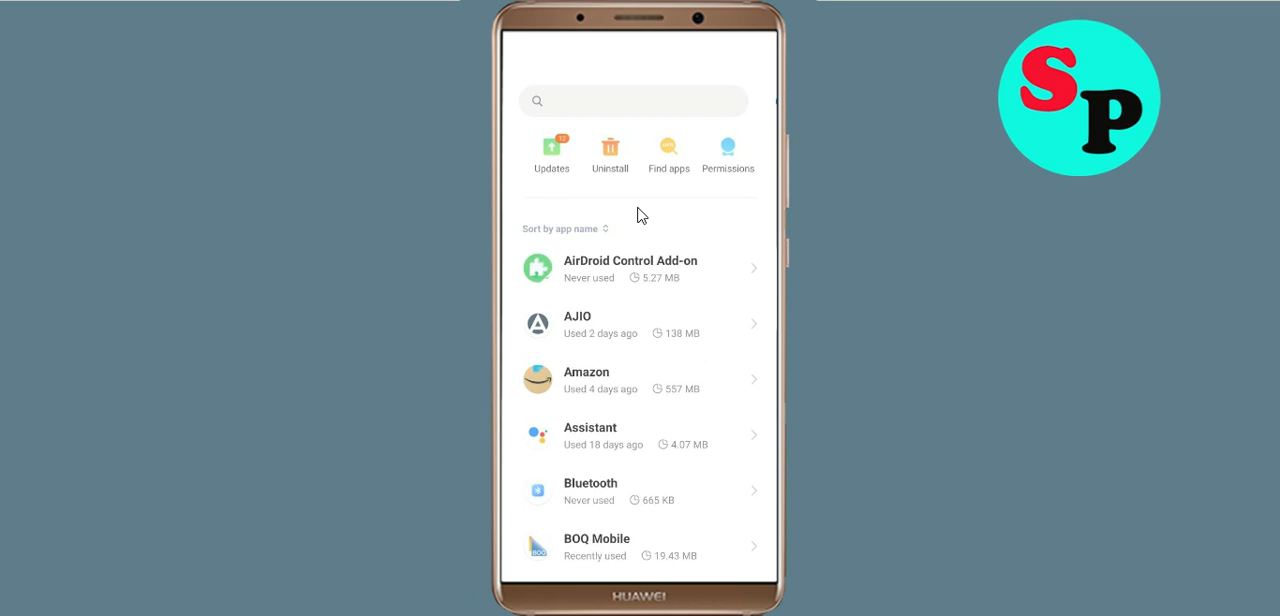 SP
12
Updates Uninstall Find apps Permissions
Sort by app name
AirDroid Control Add-on
Never used 5.27 MB
AJIO
Used 2 days ago 138 MB
Amazon
Used 4 days ago 557 MB
Assistant
Used 18 days ago 4.07 MB
Bluetooth
Never used 665 KB
BOQ Mobile
BOQ
Recently used 19.43 MB
HUAWEI